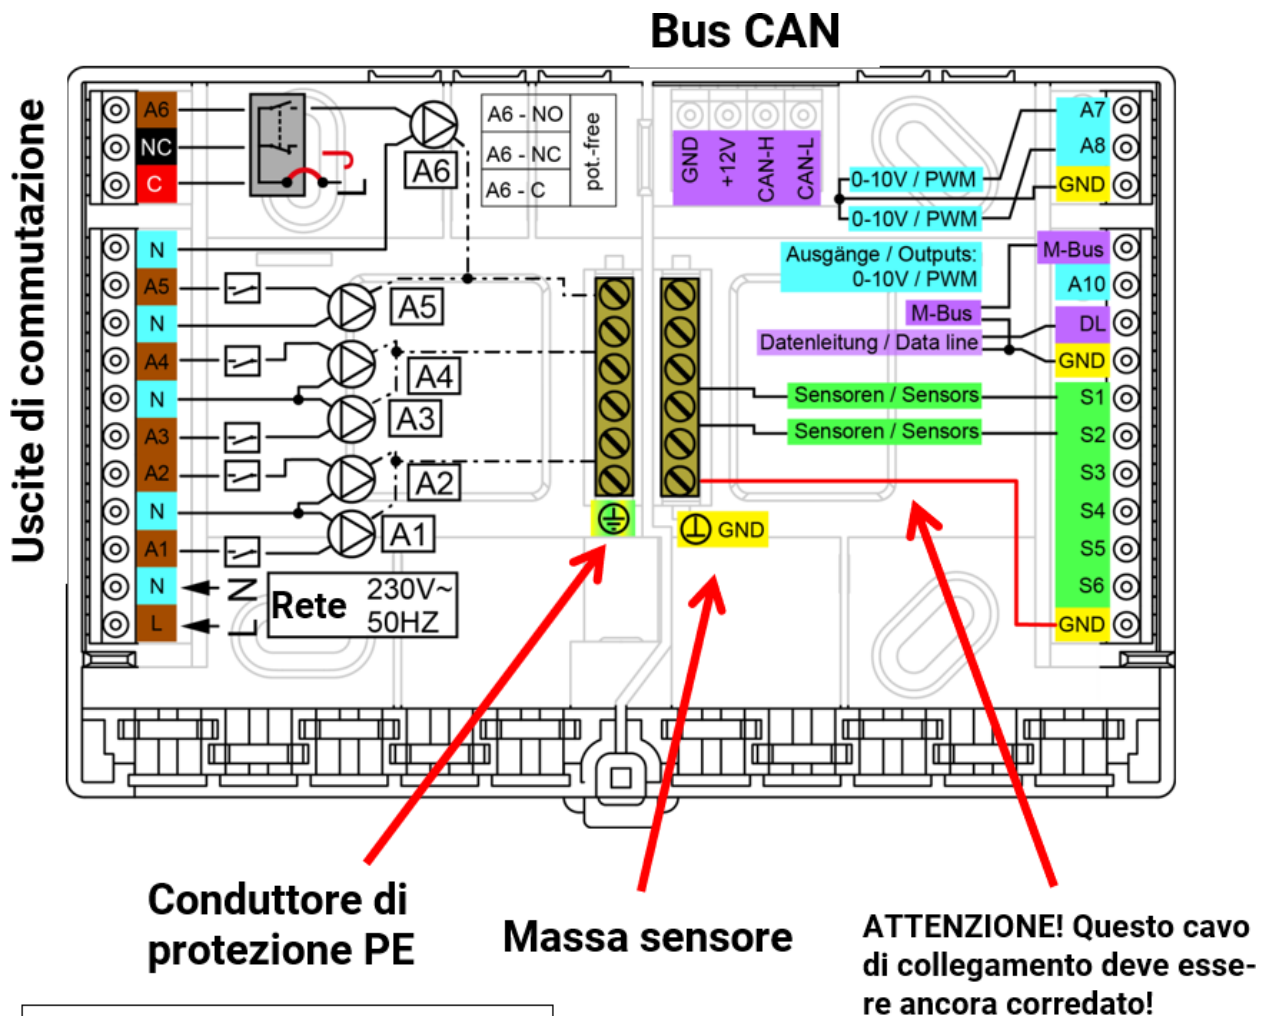 Bus CAN
Uscite di commutazione
A6
NC
C
N
A5
N
A4
N
A3
A2
N
A1
N
L
J
L
A6
A6 - NO
A6 - NC
A6 - C
pot.-free
GND
+12V
CAN-H
CAN-L
A7
A8
GND
0-10V / PWM
0-10V / PWM
Ausgänge / Outputs:
0-10V / PWM
M-Bus
Datenleitung / Data line
Sensoren / Sensors
Sensoren / Sensors
M-Bus
A10
DL
GND
S1
S2
S3
S4
S5
S6
GND
A5
A4
A3
A2
A1
N
L
Rete 230V~
50HZ
GND
Conduttore di
protezione PE
Massa sensore
ATTENZIONE! Questo cavo
di collegamento deve esse-
re ancora corredato!